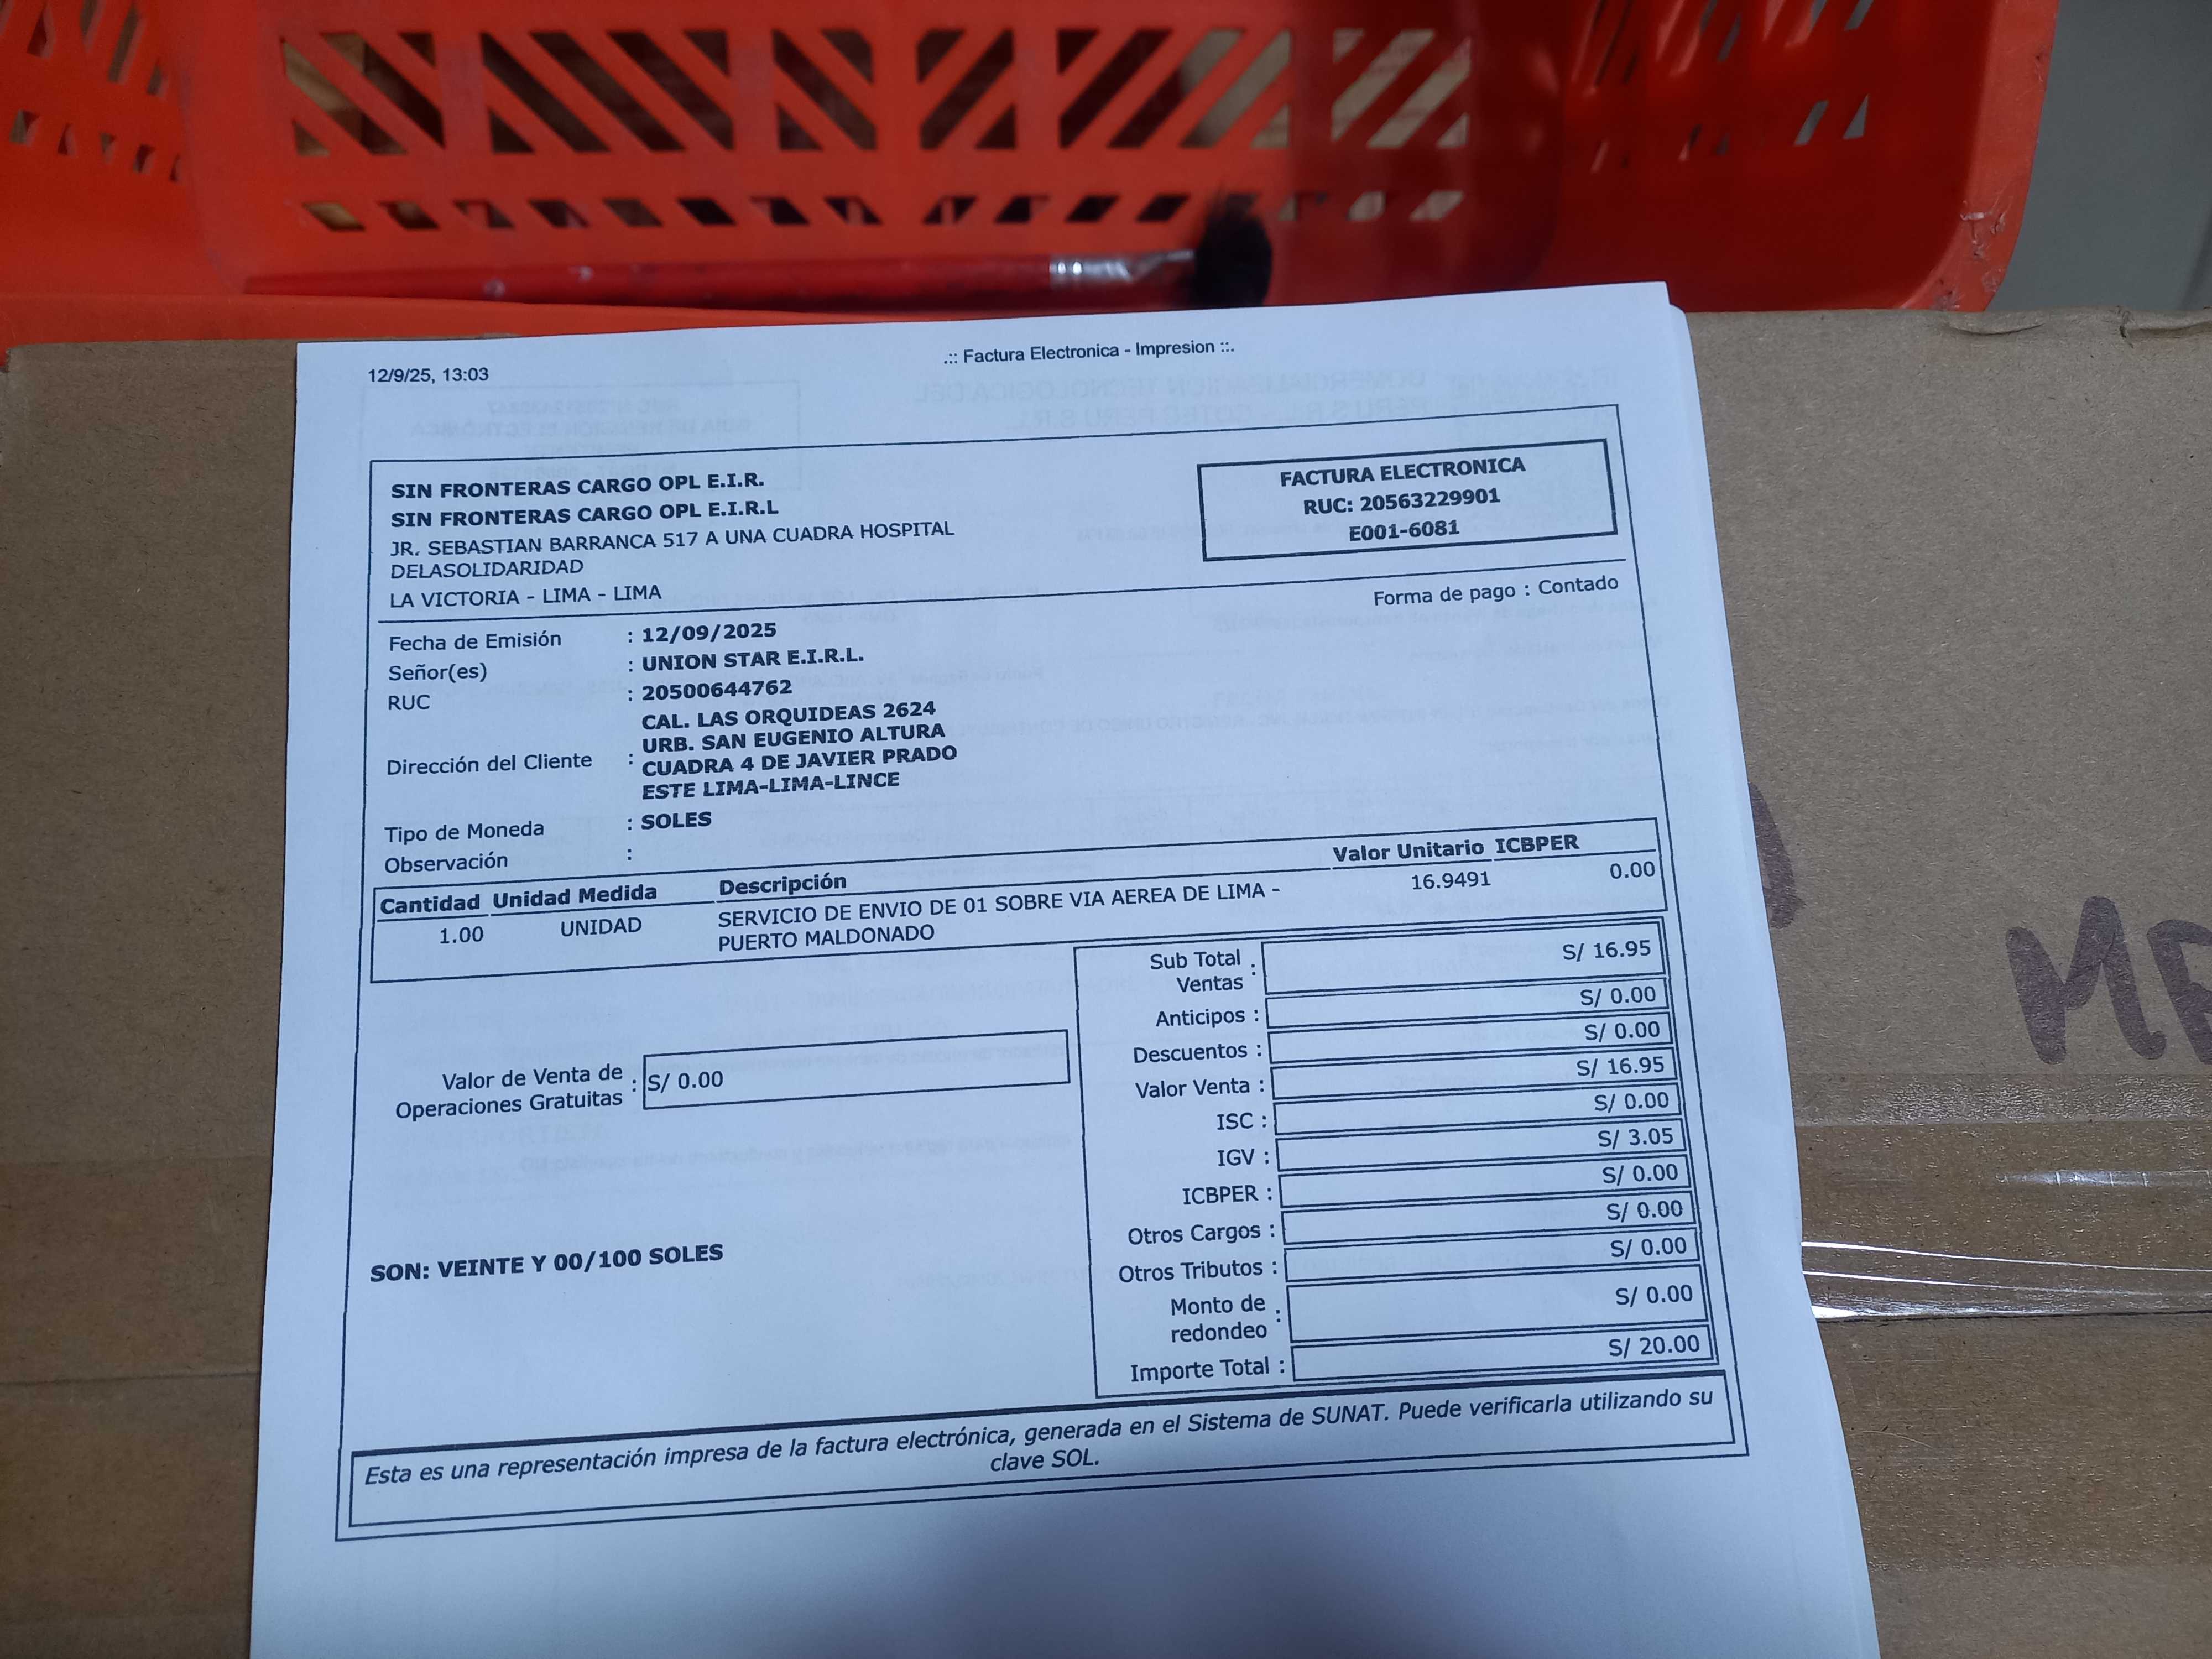 12/9/25, 13:03
.:: Factura Electronica - Impresion ::.
SIN FRONTERAS CARGO OPL E.I.R.
SIN FRONTERAS CARGO OPL E.I.R.L
JR. SEBASTIAN BARRANCA 517 A UNA CUADRA HOSPITAL
DELASOLIDARIDAD
LA VICTORIA - LIMA - LIMA
FACTURA ELECTRONICA
RUC: 20563229901
E001-6081
Forma de pago : Contado
Fecha de Emisión : 12/09/2025
Señor(es) : UNION STAR E.I.R.L.
RUC : 20500644762
Dirección del Cliente : CAL. LAS ORQUIDEAS 2624
URB. SAN EUGENIO ALTURA
CUADRA 4 DE JAVIER PRADO
ESTE LIMA-LIMA-LINCE
Tipo de Moneda : SOLES
Observación :
Cantidad Unidad Medida Descripción Valor Unitario ICBPER
1.00 UNIDAD SERVICIO DE ENVIO DE 01 SOBRE VIA AEREA DE LIMA - 16.9491 0.00
PUERTO MALDONADO
Sub Total Ventas : S/ 16.95
Anticipos : S/ 0.00
Descuentos : S/ 0.00
Valor Venta : S/ 16.95
ISC : S/ 0.00
IGV : S/ 3.05
ICBPER : S/ 0.00
Otros Cargos : S/ 0.00
Otros Tributos : S/ 0.00
Monto de redondeo : S/ 0.00
Importe Total : S/ 20.00
Valor de Venta de
Operaciones Gratuitas : S/ 0.00
SON: VEINTE Y 00/100 SOLES
Esta es una representación impresa de la factura electrónica, generada en el Sistema de SUNAT. Puede verificarla utilizando su
clave SOL.